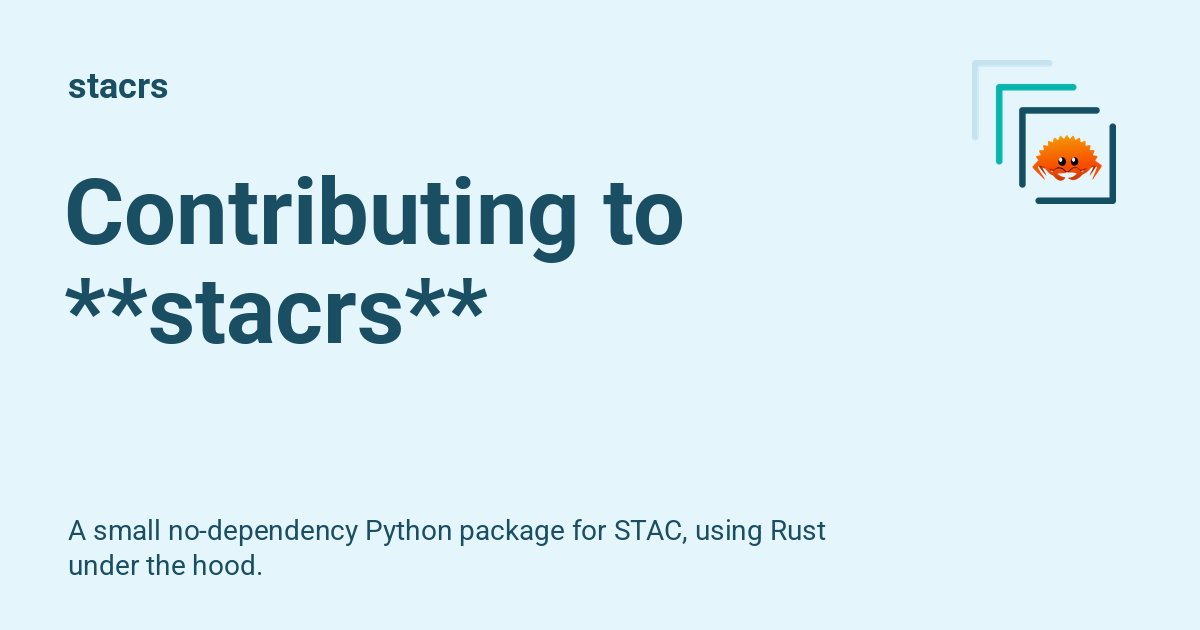 stacrs
Contributing to
**stacrs**
A small no-dependency Python package for STAC, using Rust
under the hood.